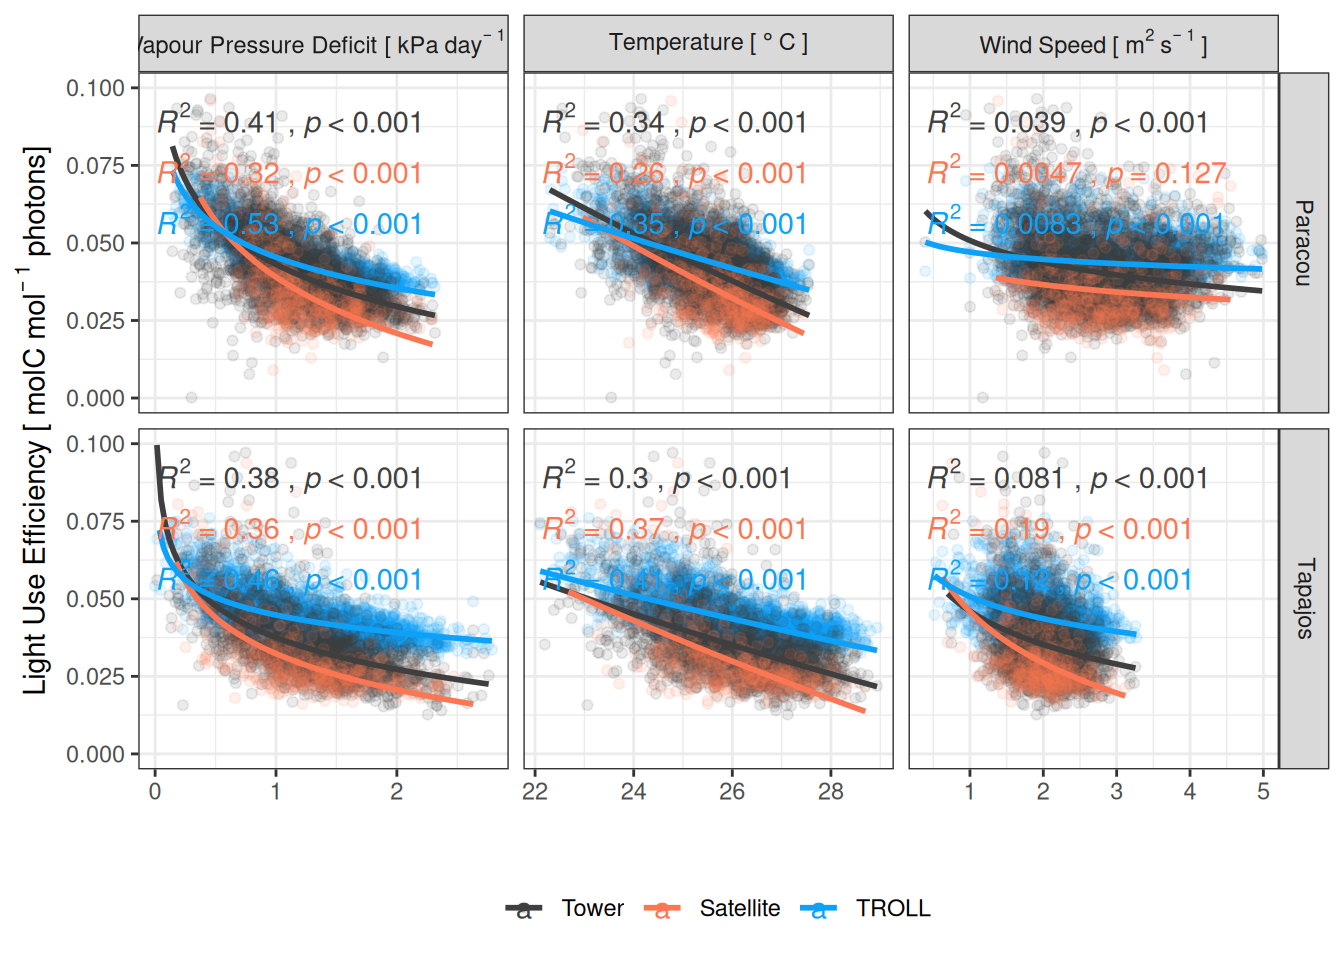 Vapour Pressure Deficit [ kPa day⁻¹
Temperature [ ° C ]
Wind Speed [ m² s⁻¹ ]
Light Use Efficiency [ molC mol⁻¹ photons]
0.100
0.075
0.050
0.025
0.000
R² = 0.41 , p < 0.001
R² = 0.32 , p < 0.001
R² = 0.53 , p < 0.001
R² = 0.34 , p < 0.001
R² = 0.26 , p < 0.001
R² = 0.35 , p < 0.001
R² = 0.039 , p < 0.001
R² = 0.0047 , p = 0.127
R² = 0.0083 , p < 0.001
Paracou
0.100
0.075
0.050
0.025
0.000
R² = 0.38 , p < 0.001
R² = 0.36 , p < 0.001
R² = 0.46 , p < 0.001
R² = 0.3 , p < 0.001
R² = 0.37 , p < 0.001
R² = 0.41 , p < 0.001
R² = 0.081 , p < 0.001
R² = 0.19 , p < 0.001
R² = , p < 0.001
Tapajos
0 1 2
22 24 26 28
1 2 3 4 5
a Tower a Satellite a TROLL